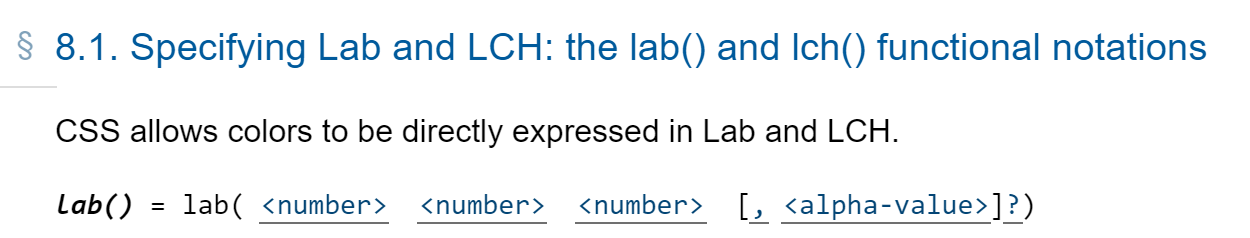 § 8.1. Specifying Lab and LCH: the lab() and lch() functional notations
CSS allows colors to be directly expressed in Lab and LCH.
lab() = lab( <number> <number> <number> [, <alpha-value>]?)